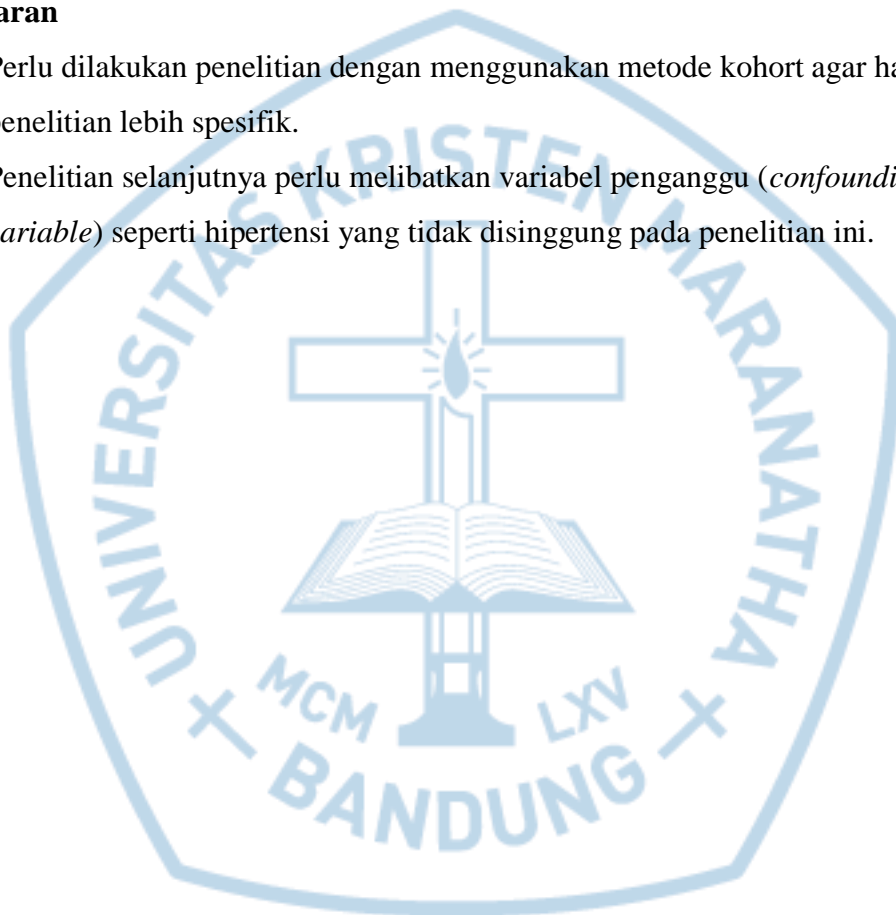 aran
Perlu dilakukan penelitian dengan menggunakan metode kohort agar ha
penelitian lebih spesifik.
Penelitian selanjutnya perlu melibatkan variabel penganggu (confoundi
ariable) seperti hipertensi yang tidak disinggung pada penelitian ini.
UNIVERSITAS KRISTEN MARANATHA
MCM LXV
BANDUNG